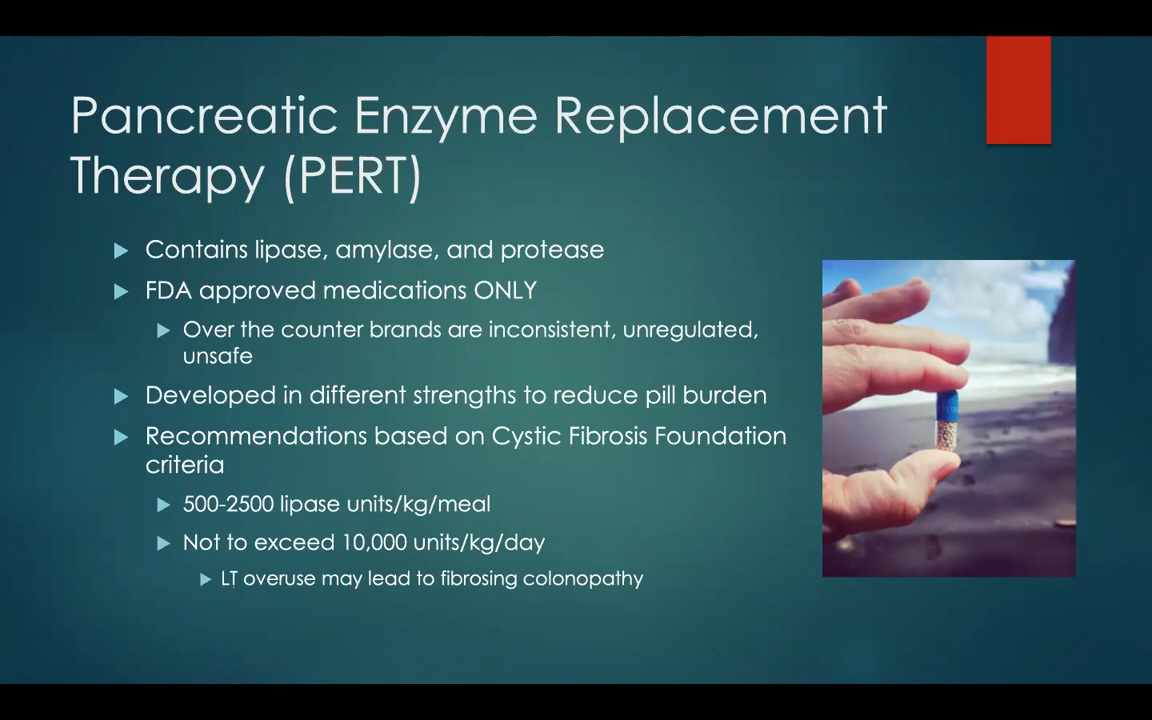 Pancreatic Enzyme Replacement
Therapy (PERT)
Contains lipase, amylase, and protease
FDA approved medications ONLY
Over the counter brands are inconsistent, unregulated,
unsafe
Developed in different strengths to reduce pill burden
Recommendations based on Cystic Fibrosis Foundation
criteria
500-2500 lipase units/kg/meal
Not to exceed 10,000 units/kg/day
LT overuse may lead to fibrosing colonopathy